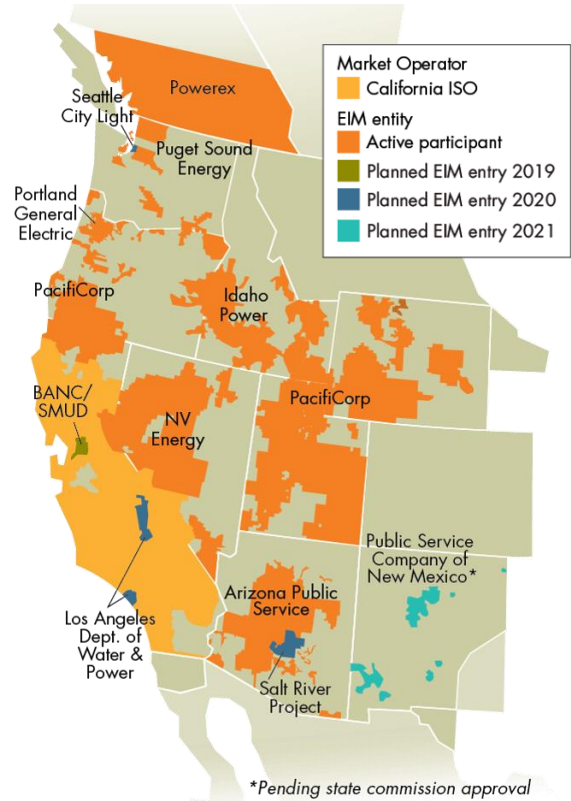 Market Operator
California ISO
EIM entity
Active participant
Planned EIM entry 2019
Planned EIM entry 2020
Planned EIM entry 2021
Powerex
Seattle
City Light
Puget Sound
Energy
Portland
General
Electric
PacifiCorp
Idaho
Power
BANC/
SMUD
NV
Energy
PacifiCorp
Public Service
Company of
New Mexico*
Arizona Public
Service
Los Angeles
Dept. of
Water &
Power
Salt River
Project
*Pending state commission approval